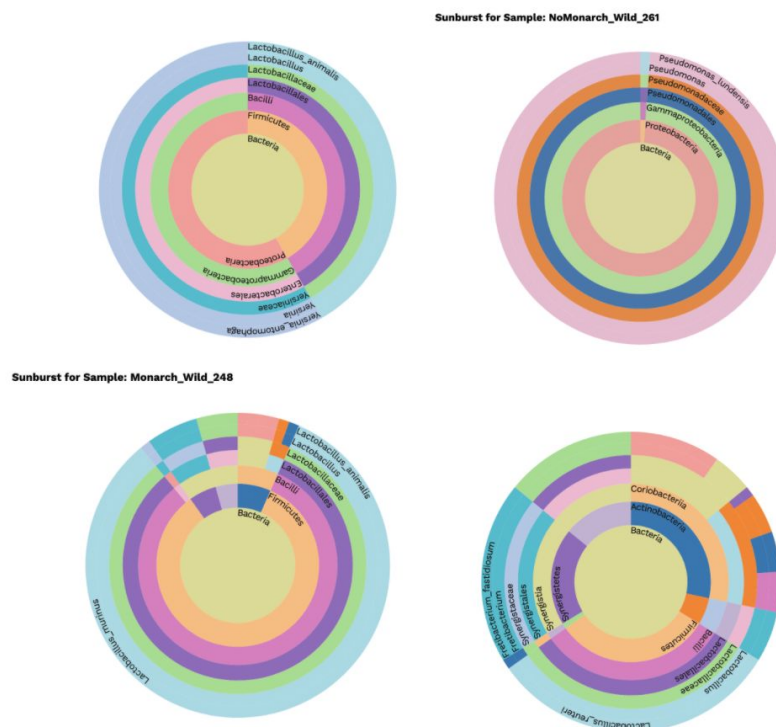 Sunburst for Sample: NoMonarch_Wild_261
Lactobacillus_animalis
Lactobacillus
Lactobacillaceae
Lactobacillales
Bacilli
Firmicutes
Bacteria
Proteobacteria
Gammaproteobacteria
Enterobacterales
Yersiniaceae
Yersinia
Yersinia_entomophaga
Pseudomonas_lundensis
Pseudomonas
Pseudomonadaceae
Pseudomonadales
Gammaproteobacteria
Proteobacteria
Bacteria
Sunburst for Sample: Monarch_Wild_248
Lactobacillus_animalis
Lactobacillus
Lactobacillaceae
Lactobacillales
Bacilli
Firmicutes
Bacteria
Lactobacillus_murinus
Coriobacteriia
Actinobacteria
Bacteria
Synergistetes
Synergistia
Synergistales
Synergistaceae
Fretibacterium
Fretibacterium_fastidiosum
Firmicutes
Bacilli
Lactobacillales
Lactobacillaceae
Lactobacillus
Lactobacillus_reuteri